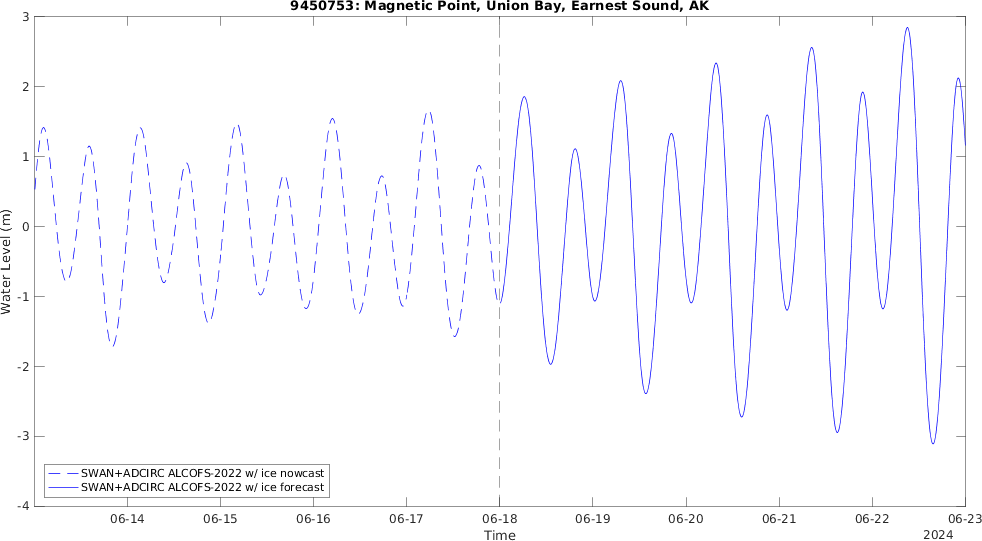 9450753: Magnetic Point, Union Bay, Earnest Sound, AK
3
2
1
0
-1
-2
-3
-4
Water Level (m)
SWAN+ADCIRC ALCOFS-2022 w/ ice nowcast
SWAN+ADCIRC ALCOFS-2022 w/ ice forecast
06-14 06-15 06-16 06-17 06-18 06-19 06-20 06-21 06-22 06-23
Time
2024